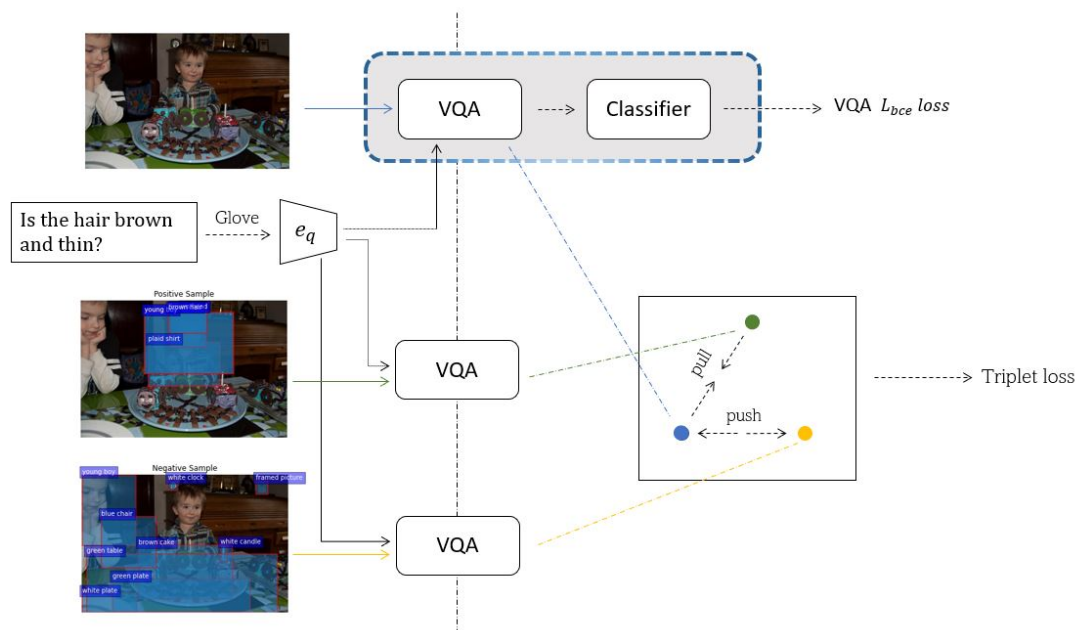 VQA
Classifier
VQA L_bce loss
Is the hair brown
and thin?
Glove
e_q
Positive Sample
young
brown hair
plaid shirt
VQA
pull
push
Triplet loss
Negative Sample
young boy
white clock
framed picture
blue chair
green table
brown cake
white candle
green plate
white plate
VQA